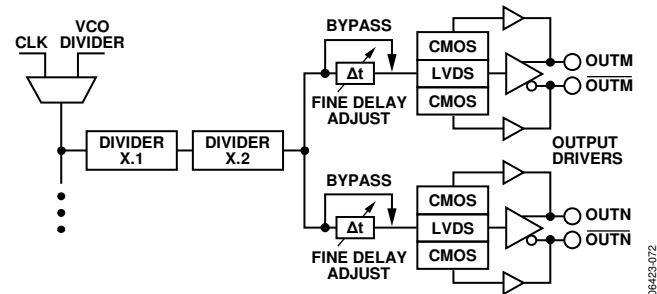 CLK
VCO
DIVIDER
DIVIDER
X.1
DIVIDER
X.2
BYPASS
Δt
FINE DELAY
ADJUST
CMOS
LVDS
CMOS
OUTM
OUTM
OUTPUT
DRIVERS
BYPASS
Δt
FINE DELAY
ADJUST
CMOS
LVDS
CMOS
OUTN
OUTN
06423-072